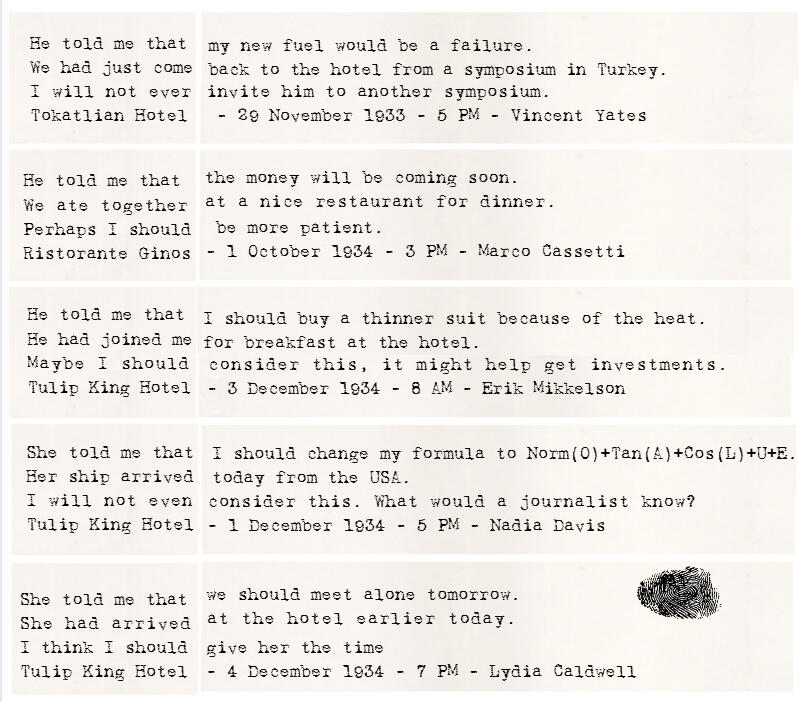 He told me that my new fuel would be a failure.
We had just come back to the hotel from a symposium in Turkey.
I will not ever invite him to another symposium.
Tokatlian Hotel - 29 November 1933 - 5 PM - Vincent Yates
He told me that the money will be coming soon.
We ate together at a nice restaurant for dinner.
Perhaps I should be more patient.
Ristorante Ginos - 1 October 1934 - 3 PM - Marco Cassetti
He told me that I should buy a thinner suit because of the heat.
He had joined me for breakfast at the hotel.
Maybe I should consider this, it might help get investments.
Tulip King Hotel - 3 December 1934 - 8 AM - Erik Mikkelson
She told me that I should change my formula to Norm(O)+Tan(A)+Cos(L)+U+E.
Her ship arrived today from the USA.
I will not even consider this. What would a journalist know?
Tulip King Hotel - 1 December 1934 - 5 PM - Nadia Davis
She told me that we should meet alone tomorrow.
She had arrived at the hotel earlier today.
I think I should give her the time
Tulip King Hotel - 4 December 1934 - 7 PM - Lydia Caldwell